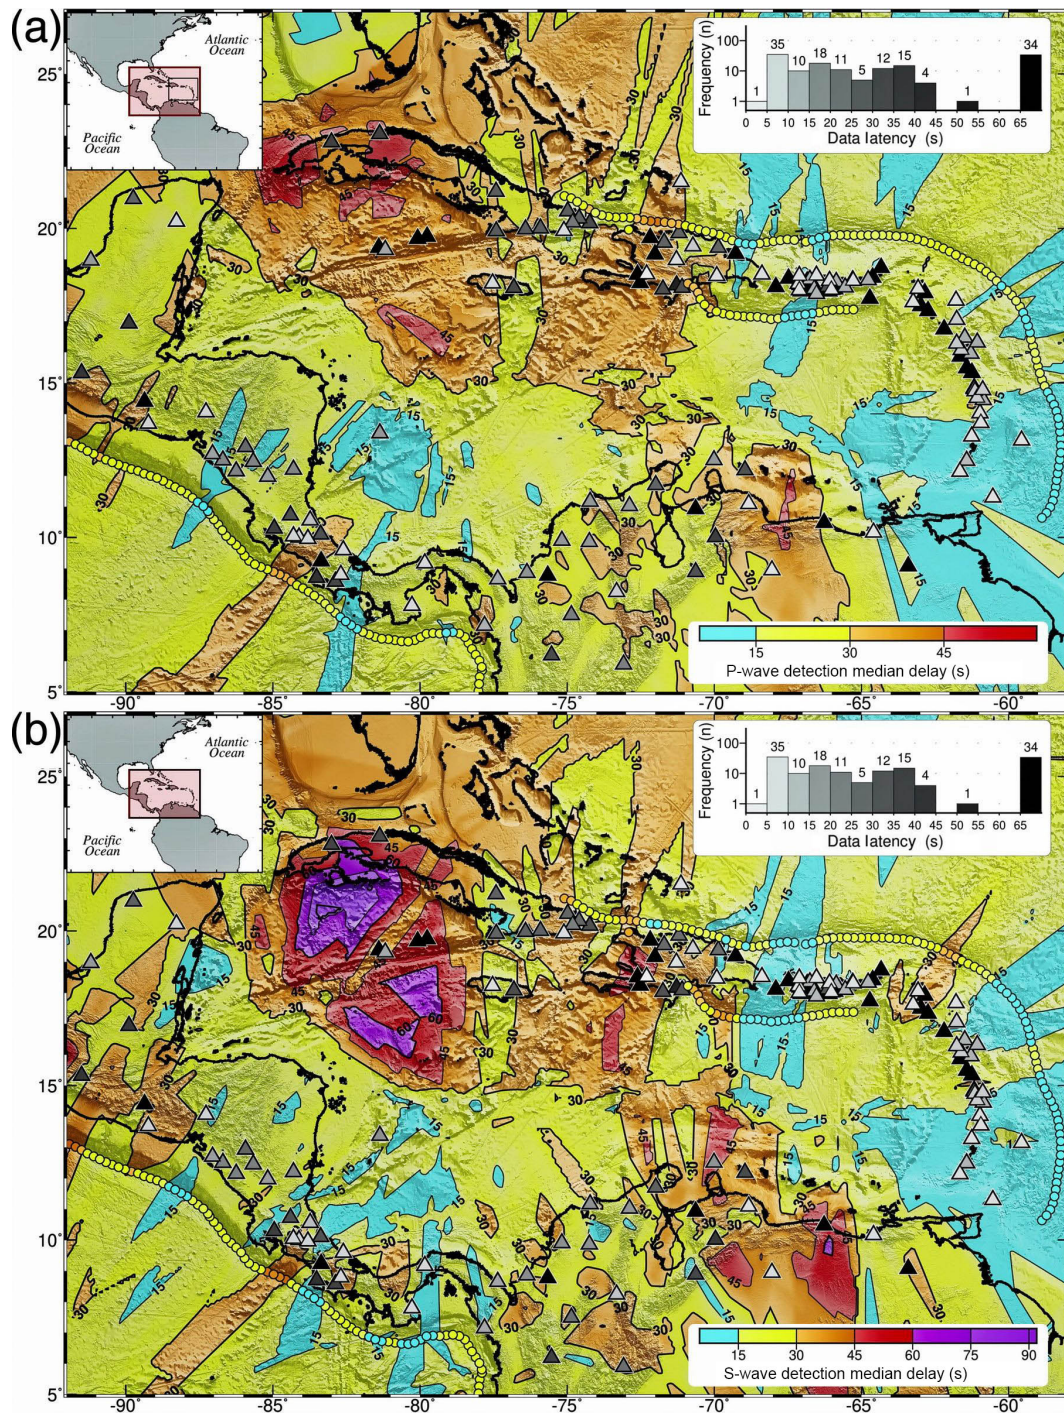 (a)
Atlantic
Ocean
Pacific
Ocean
25°
20°
15°
10°
5°
-90° -85° -80° -75° -70° -65° -60°
Frequency (n)
100
10
1
1 35 10 18 11 5 12 15 4 1 34
0 5 10 15 20 25 30 35 40 45 50 55 65
Data latency (s)
15 30 45
P-wave detection median delay (s)
(b)
Atlantic
Ocean
Pacific
Ocean
25°
20°
15°
10°
5°
-90° -85° -80° -75° -70° -65° -60°
Frequency (n)
100
10
1
1 35 10 18 11 5 12 15 4 1 34
0 5 10 15 20 25 30 35 40 45 50 55 65
Data latency (s)
15 30 45 60 75 90
S-wave detection median delay (s)